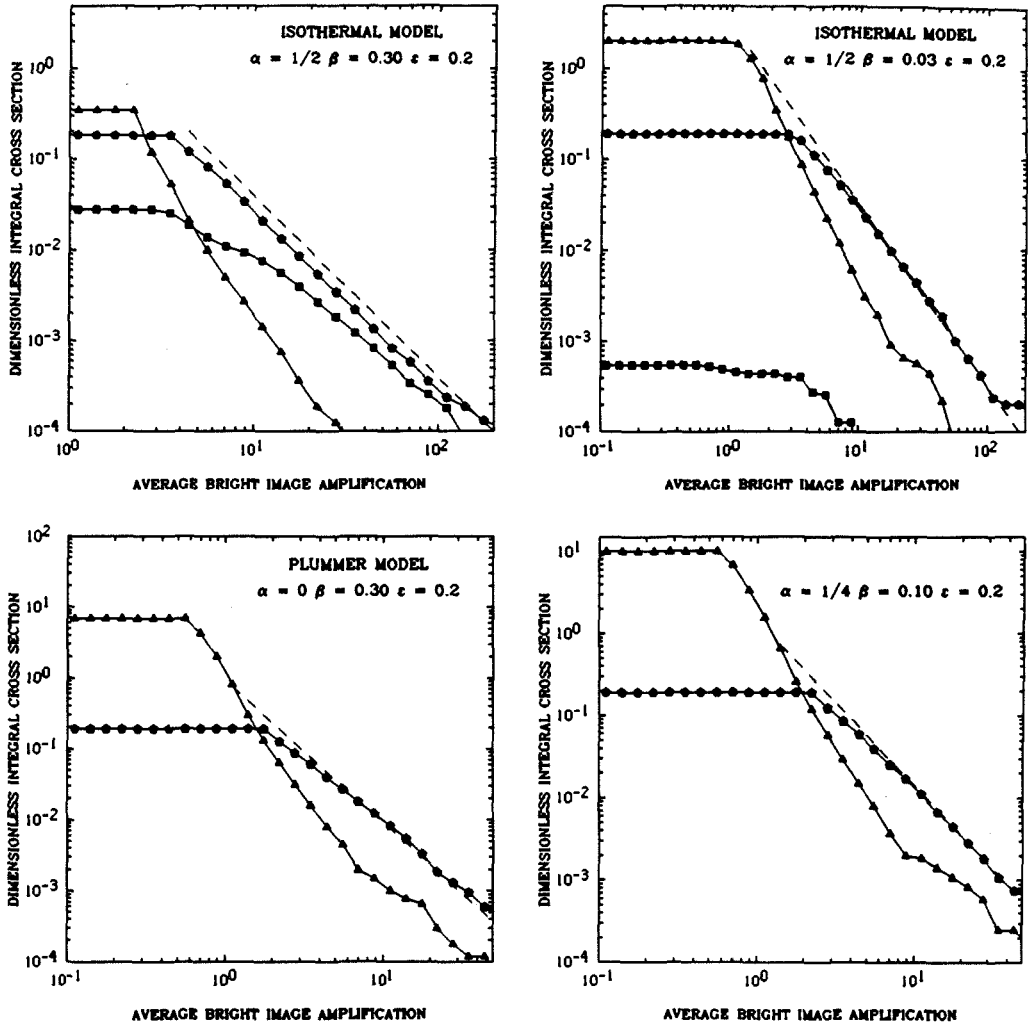 ISOTHERMAL MODEL
α = 1/2 β = 0.30 ε = 0.2
DIMENSIONLESS INTEGRAL CROSS SECTION
10⁰
10⁻¹
10⁻²
10⁻³
10⁻⁴
10⁰ 10¹ 10²
AVERAGE BRIGHT IMAGE AMPLIFICATION
ISOTHERMAL MODEL
α = 1/2 β = 0.03 ε = 0.2
DIMENSIONLESS INTEGRAL CROSS SECTION
10⁰
10⁻¹
10⁻²
10⁻³
10⁻⁴
10⁻¹ 10⁰ 10¹ 10²
AVERAGE BRIGHT IMAGE AMPLIFICATION
PLUMMER MODEL
α = 0 β = 0.30 ε = 0.2
DIMENSIONLESS INTEGRAL CROSS SECTION
10²
10¹
10⁰
10⁻¹
10⁻²
10⁻³
10⁻⁴
10⁻¹ 10⁰ 10¹
AVERAGE BRIGHT IMAGE AMPLIFICATION
α = 1/4 β = 0.10 ε = 0.2
DIMENSIONLESS INTEGRAL CROSS SECTION
10¹
10⁰
10⁻¹
10⁻²
10⁻³
10⁻⁴
10⁻¹ 10⁰ 10¹
AVERAGE BRIGHT IMAGE AMPLIFICATION